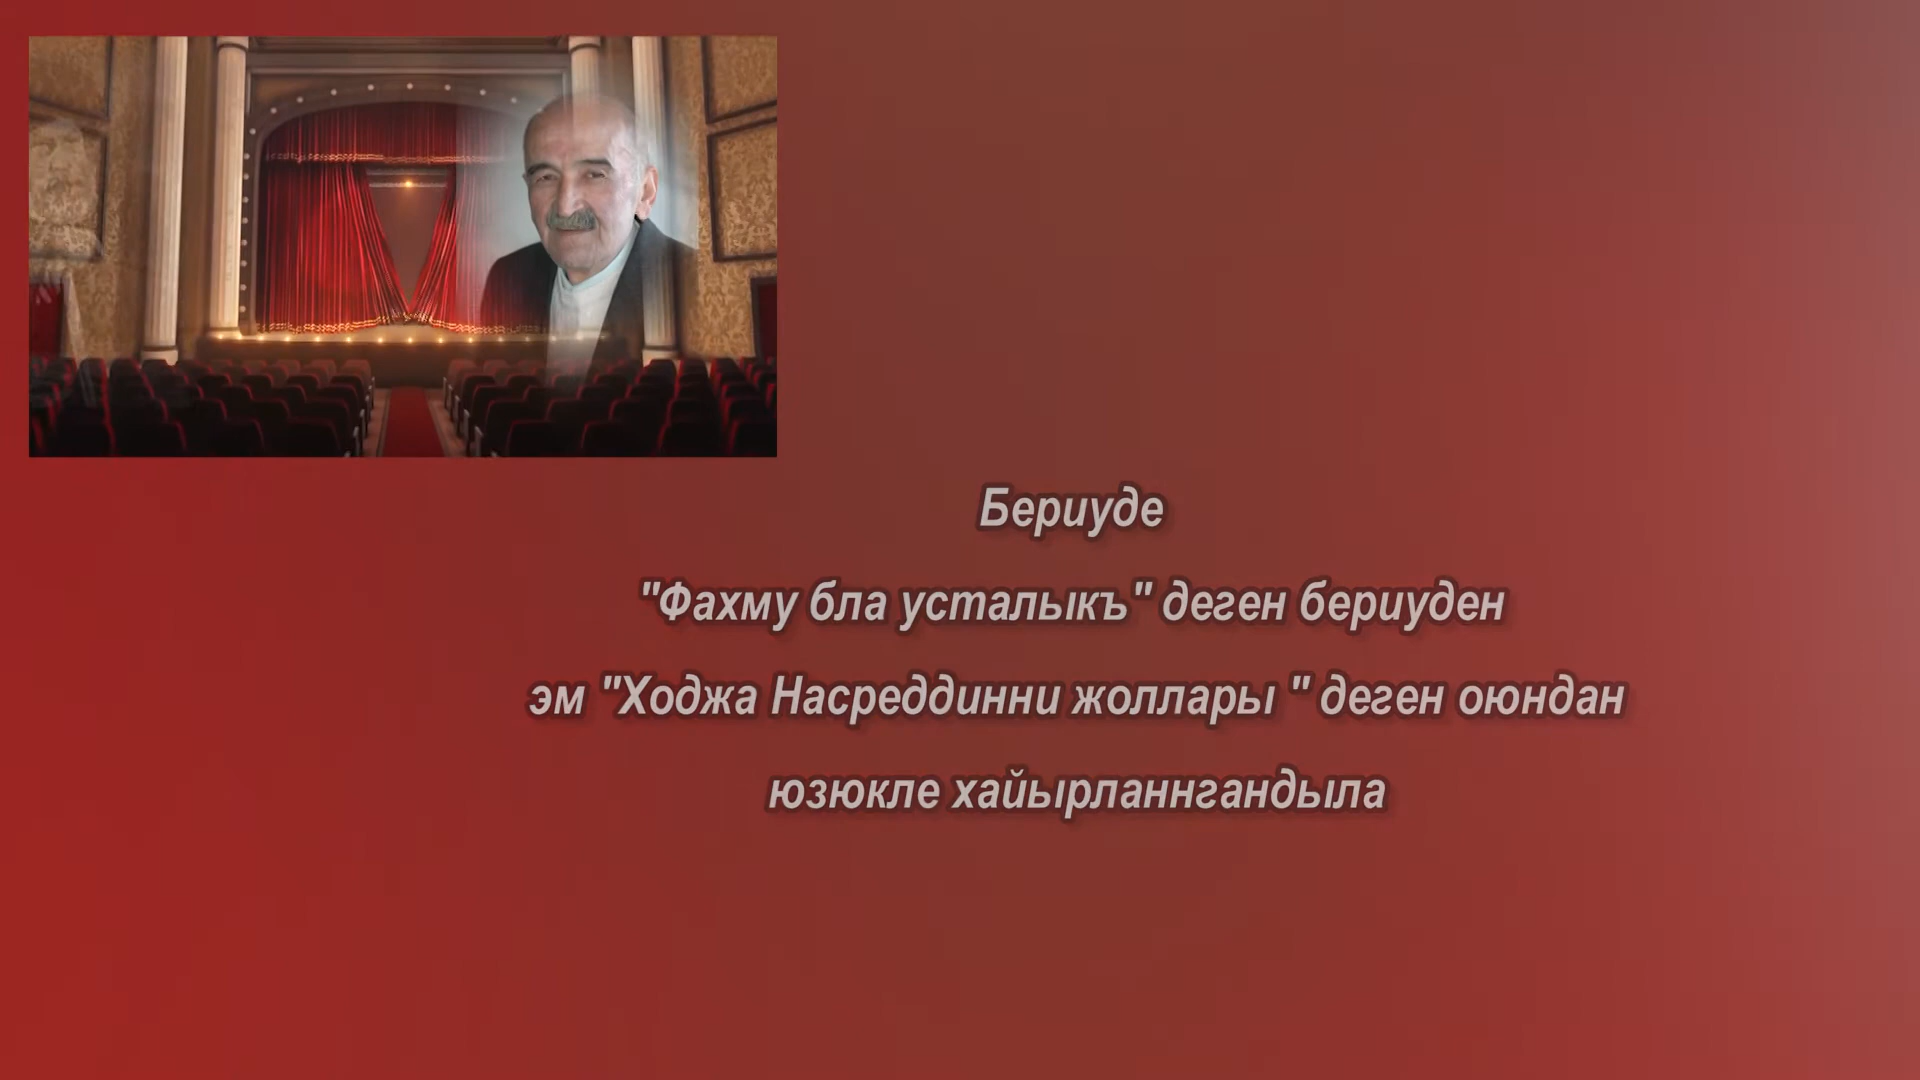 Бериуде
"Фахму бла усталыкъ" деген бериуден
эм "Ходжа Насреддинни жоллары " деген оюндан
юзюкле хайырланнгандыла